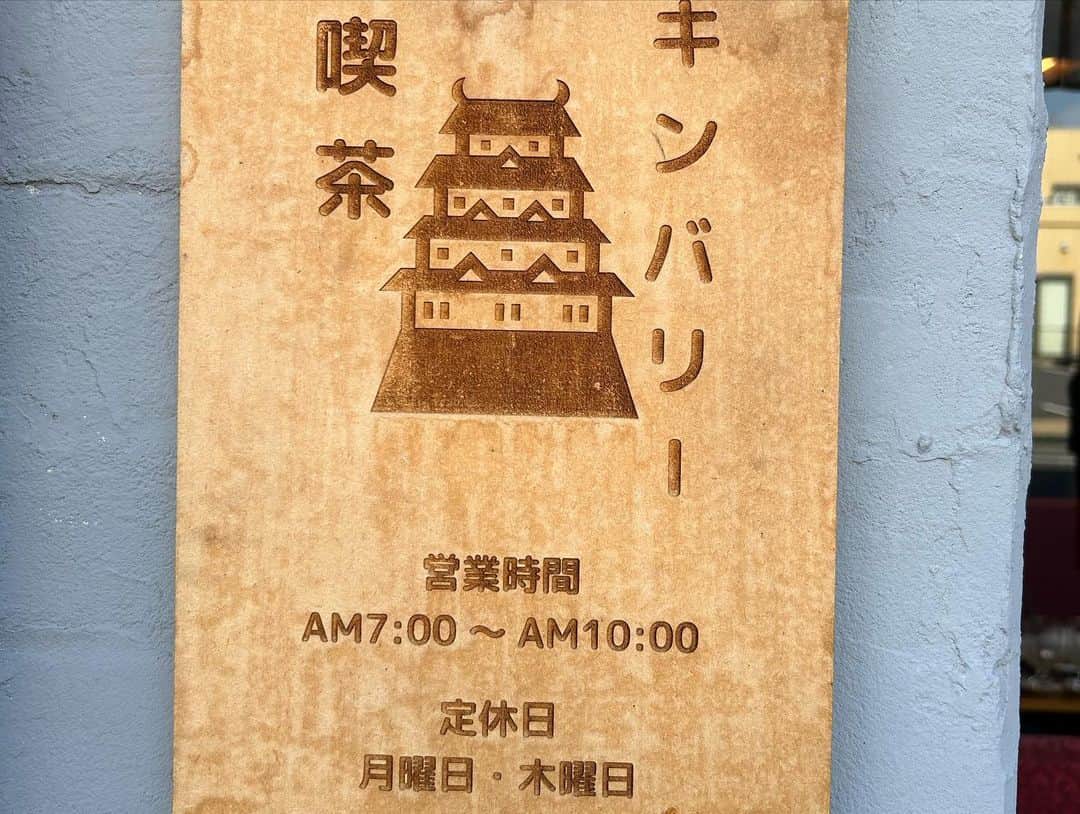 キンバリー
喫茶
営業時間
AM7:00 〜 AM10:00
定休日
月曜日・木曜日